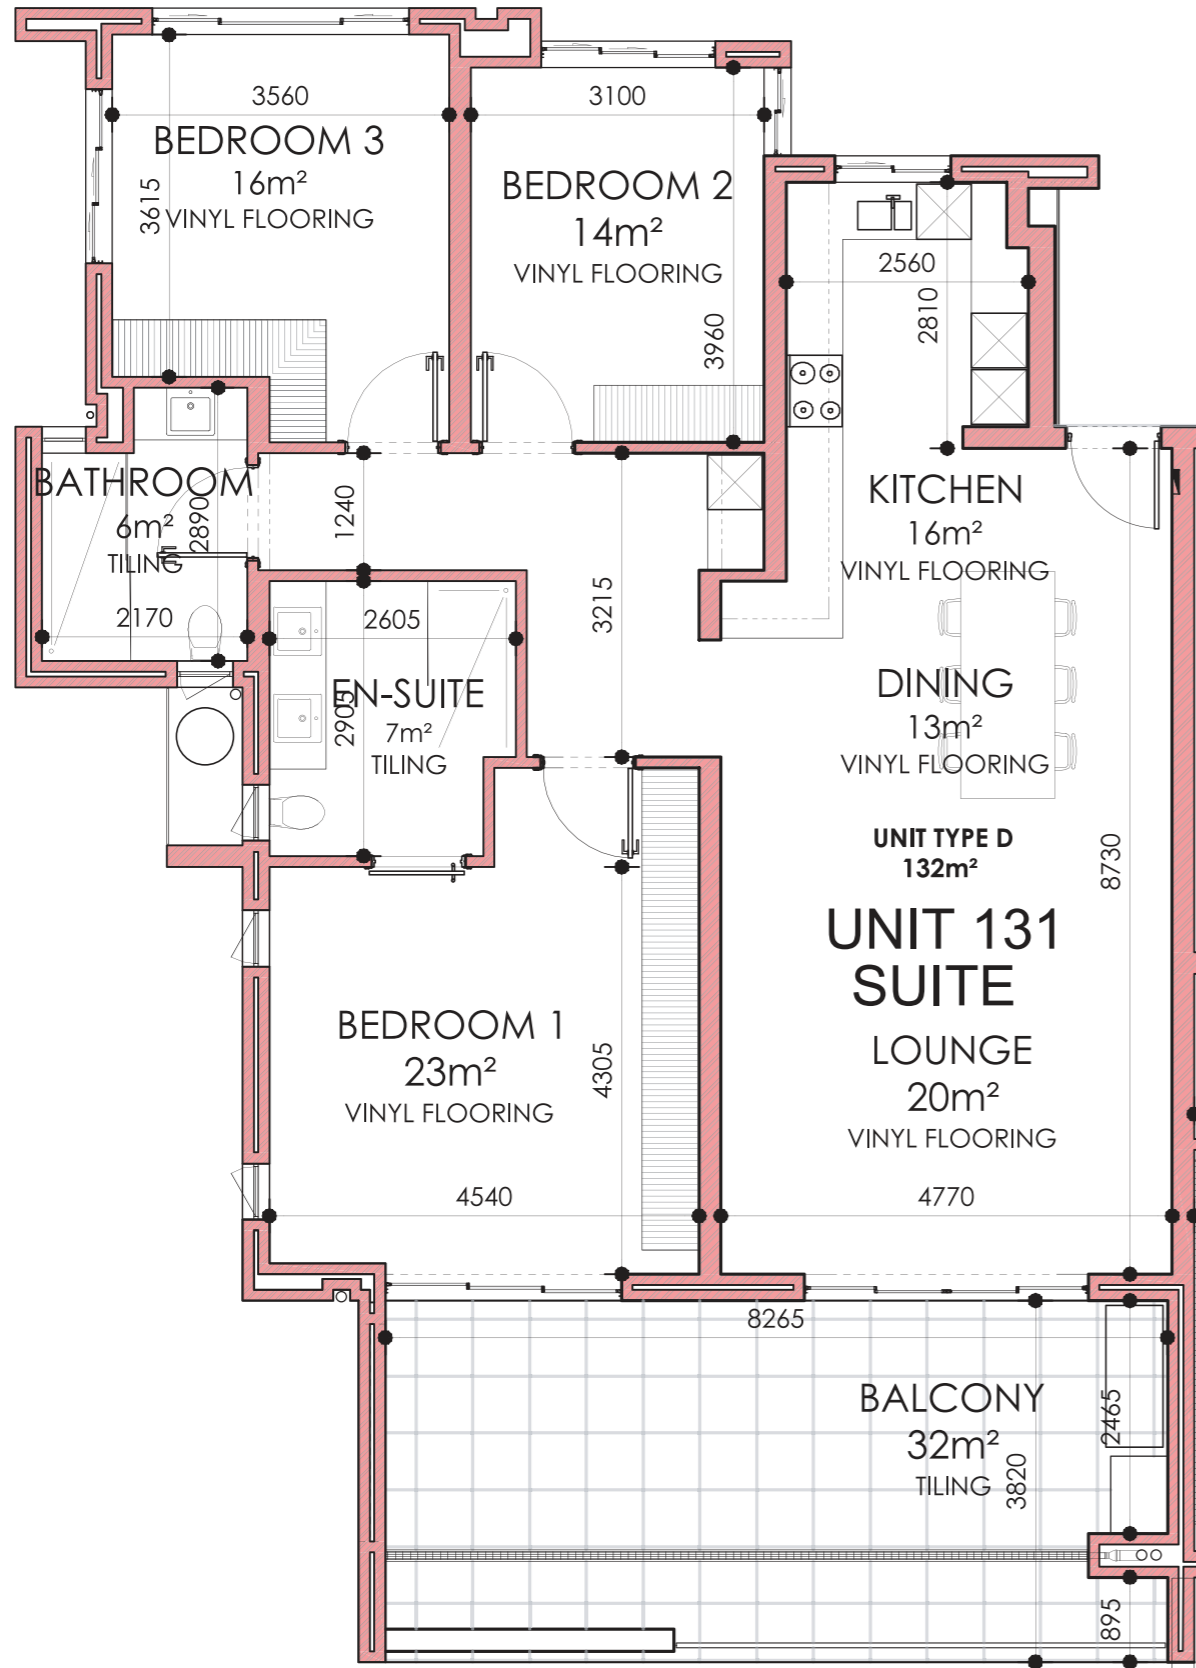 3560
BEDROOM 3
16m²
VINYL FLOORING
3615
3100
BEDROOM 2
14m²
VINYL FLOORING
3960
2560
2810
BATHROOM
6m²
TILING
2890
2170
1240
3215
KITCHEN
16m²
VINYL FLOORING
2605
EN-SUITE
7m²
TILING
2905
DINING
13m²
VINYL FLOORING
UNIT TYPE D
132m²
8730
UNIT 131
SUITE
BEDROOM 1
23m²
VINYL FLOORING
4305
LOUNGE
20m²
VINYL FLOORING
4540
4770
8265
BALCONY
32m²
TILING
2465
3820
895